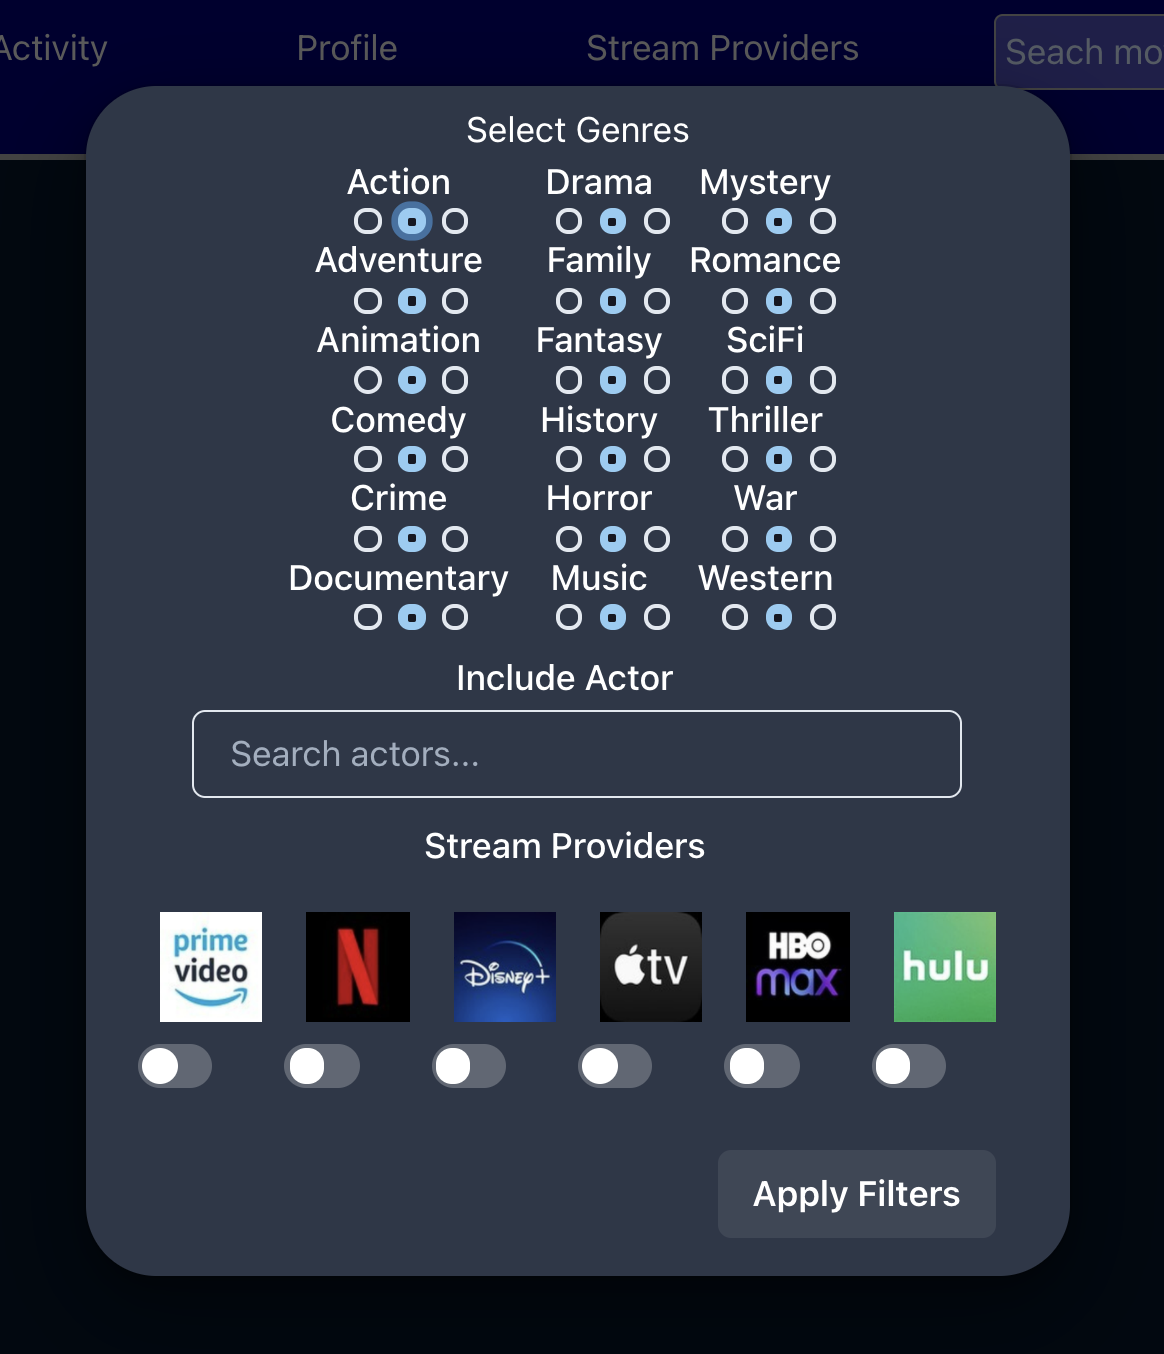 Activity Profile Stream Providers Seach mo
Select Genres
Action Drama Mystery
Adventure Family Romance
Animation Fantasy SciFi
Comedy History Thriller
Crime Horror War
Documentary Music Western
Include Actor
Search actors...
Stream Providers
prime video N Disney+ tv HBO max hulu
Apply Filters